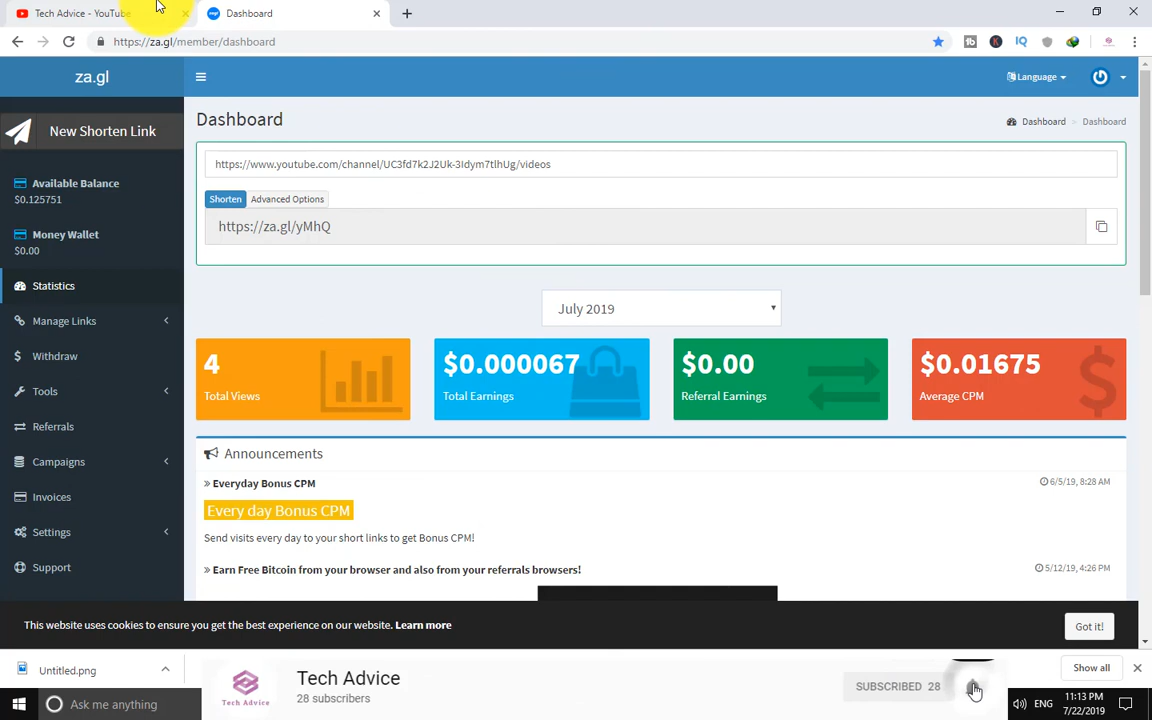 Tech Advice - YouTube
Dashboard
https://za.gl/member/dashboard
za.gl
Language
Dashboard
Dashboard
Dashboard
New Shorten Link
https://www.youtube.com/channel/UC3fd7k2J2Uk-3Idym7tlhUg/videos
Available Balance
$0.125751
Shorten
Advanced Options
https://za.gl/yMhQ
Money Wallet
$0.00
Statistics
Manage Links
Withdraw
Tools
Referrals
Campaigns
Invoices
Settings
Support
July 2019
4
Total Views
$0.000067
Total Earnings
$0.00
Referral Earnings
$0.01675
Average CPM
Announcements
» Everyday Bonus CPM
6/5/19, 8:28 AM
Every day Bonus CPM
Send visits every day to your short links to get Bonus CPM!
» Earn Free Bitcoin from your browser and also from your referrals browsers!
5/12/19, 4:26 PM
This website uses cookies to ensure you get the best experience on our website. Learn more
Got it!
Untitled.png
Tech Advice
Tech Advice
28 subscribers
SUBSCRIBED 28
Show all
Ask me anything
ENG
11:13 PM
7/22/2019